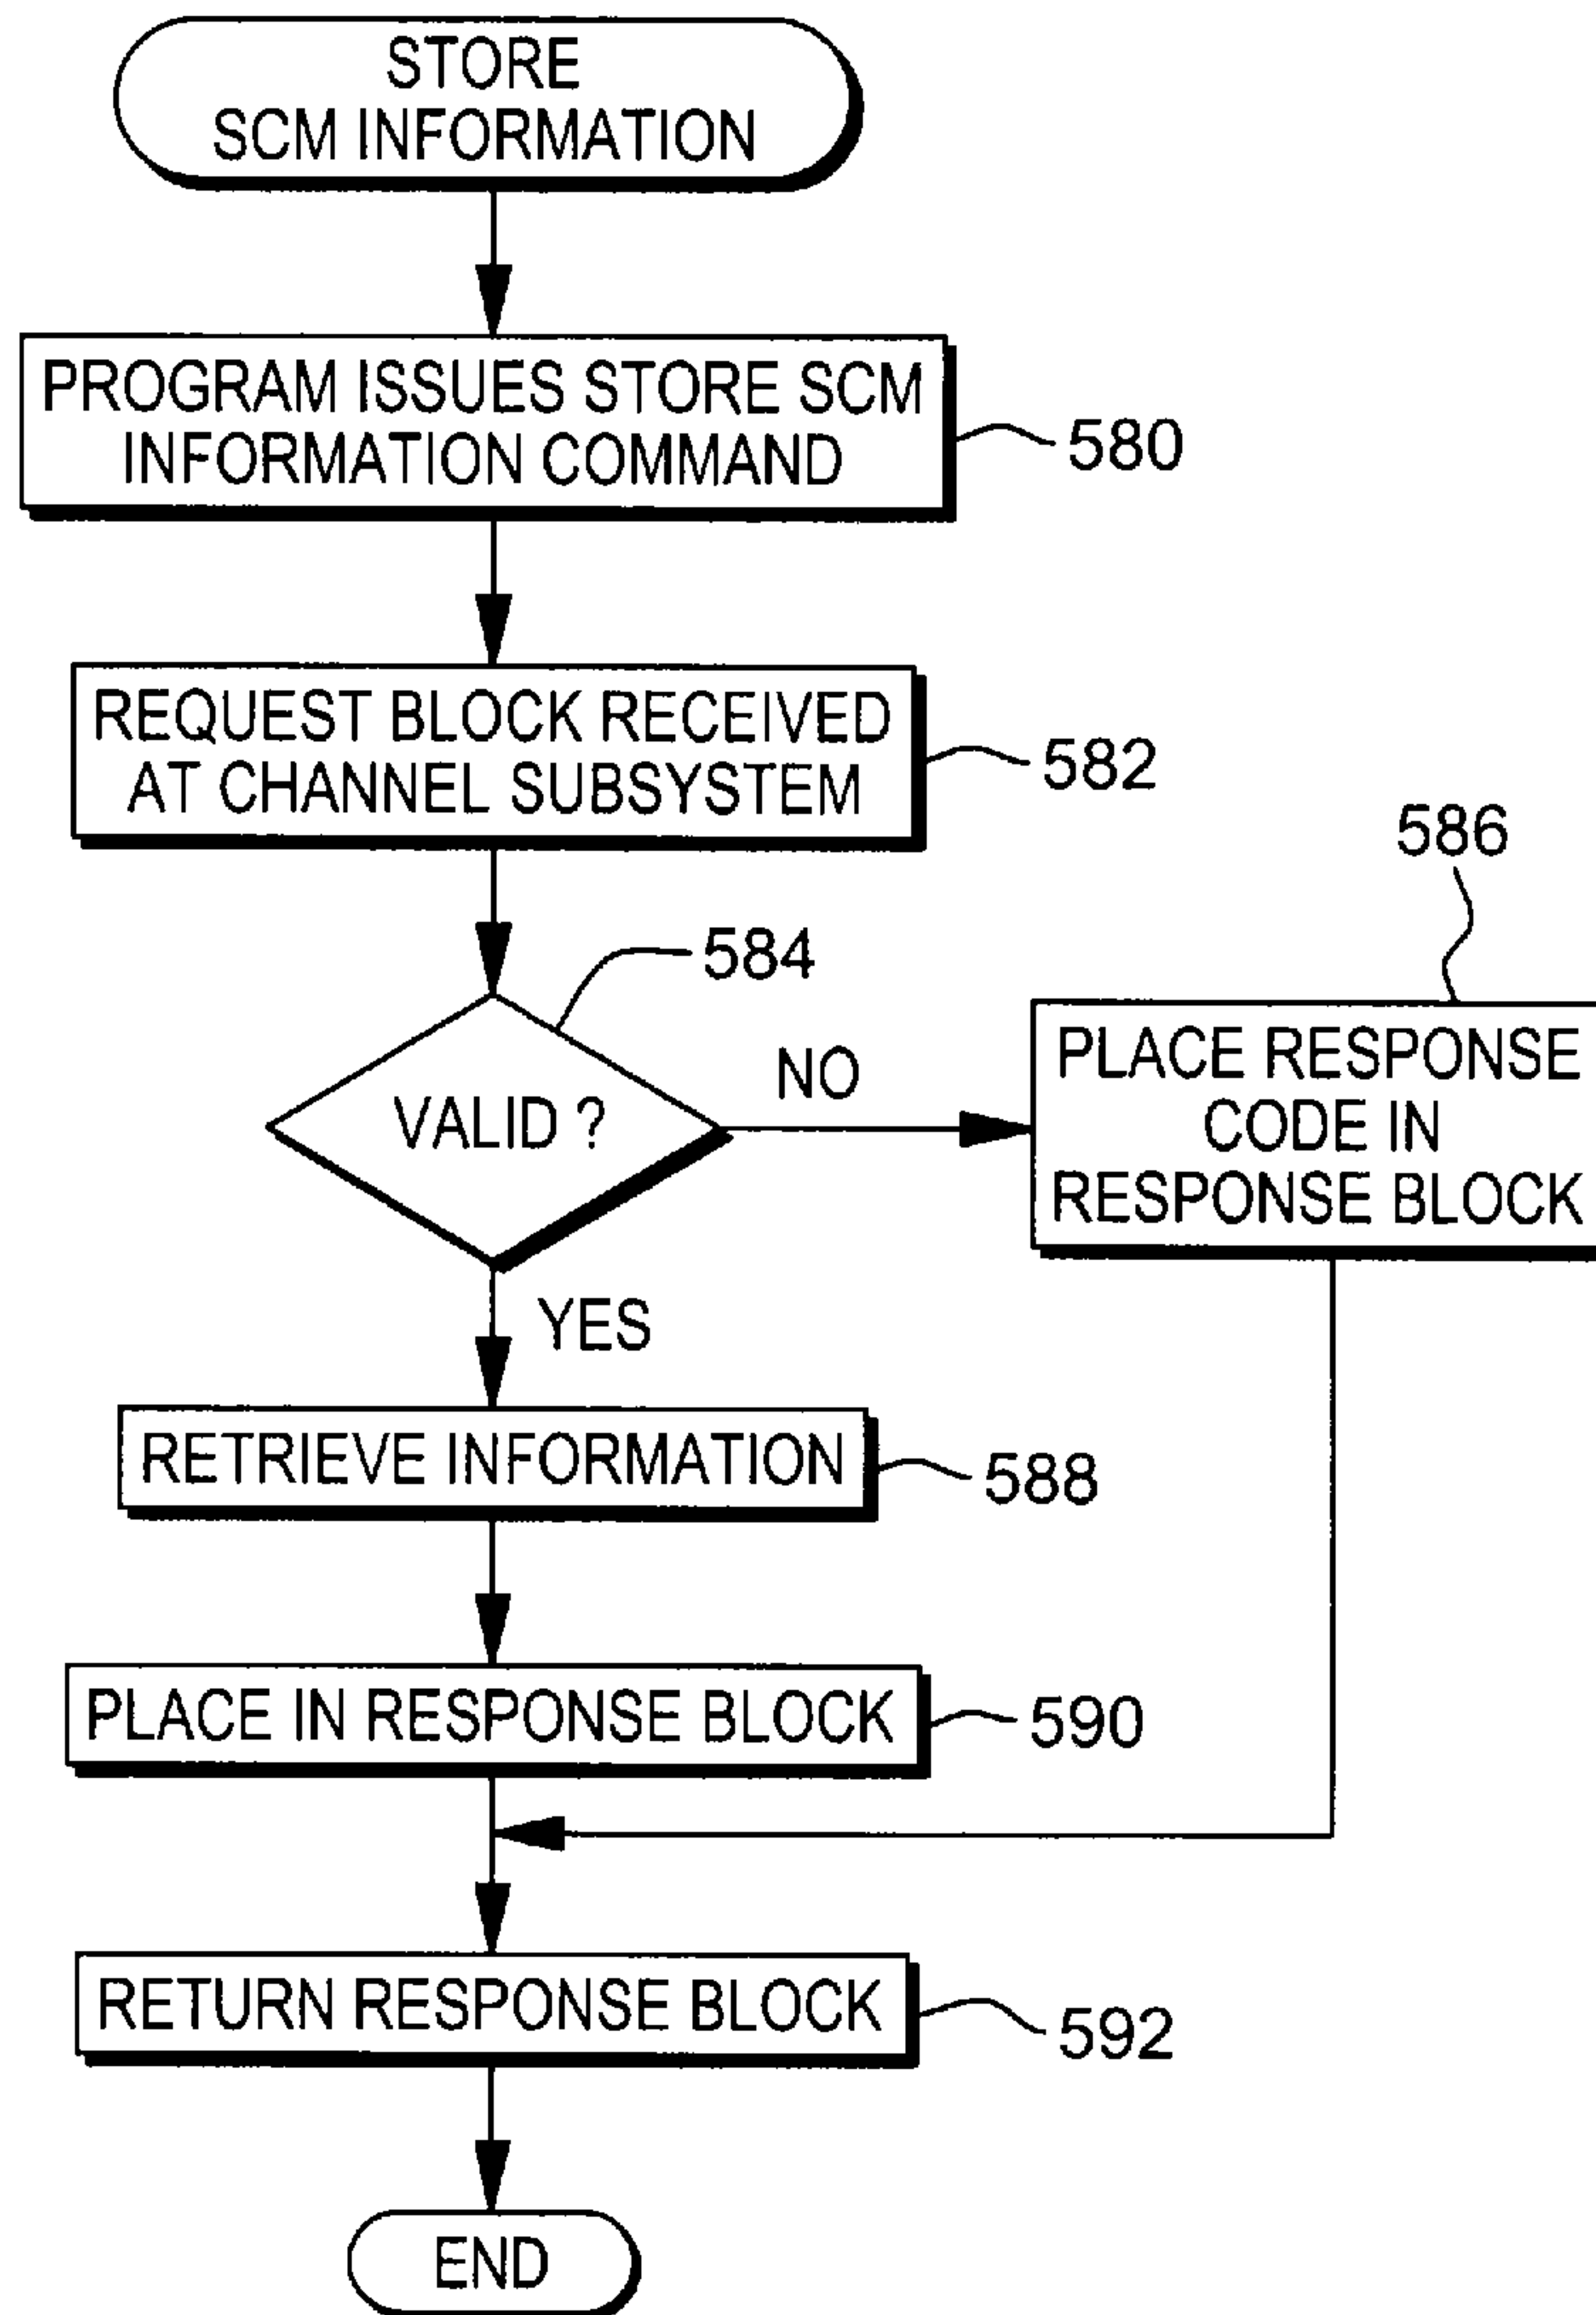 STORE
SCM INFORMATION
PROGRAM ISSUES STORE SCM
INFORMATION COMMAND
580
REQUEST BLOCK RECEIVED
AT CHANNEL SUBSYSTEM
582
584
VALID ?
NO
586
PLACE RESPONSE
CODE IN
RESPONSE BLOCK
YES
RETRIEVE INFORMATION
588
PLACE IN RESPONSE BLOCK
590
RETURN RESPONSE BLOCK
592
END